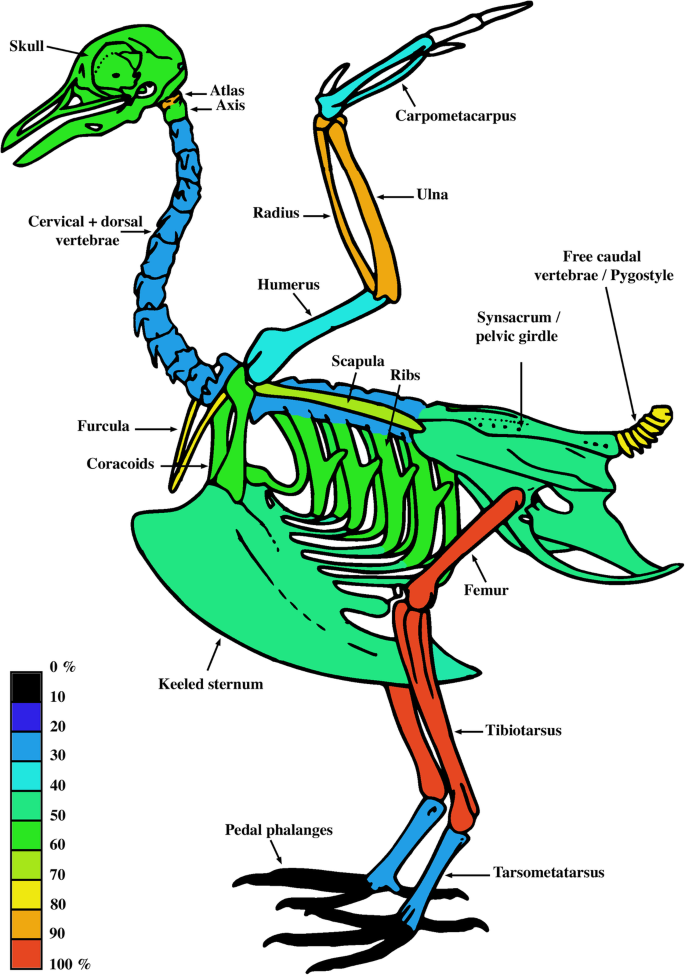 Skull
Atlas
Axis
Carpometacarpus
Cervical + dorsal
vertebrae
Radius
Ulna
Humerus
Free caudal
vertebrae / Pygostyle
Synsacrum /
pelvic girdle
Scapula
Ribs
Furcula
Coracoids
Femur
Keeled sternum
Tibiotarsus
Pedal phalanges
Tarsometatarsus
0 %
10
20
30
40
50
60
70
80
90
100 %